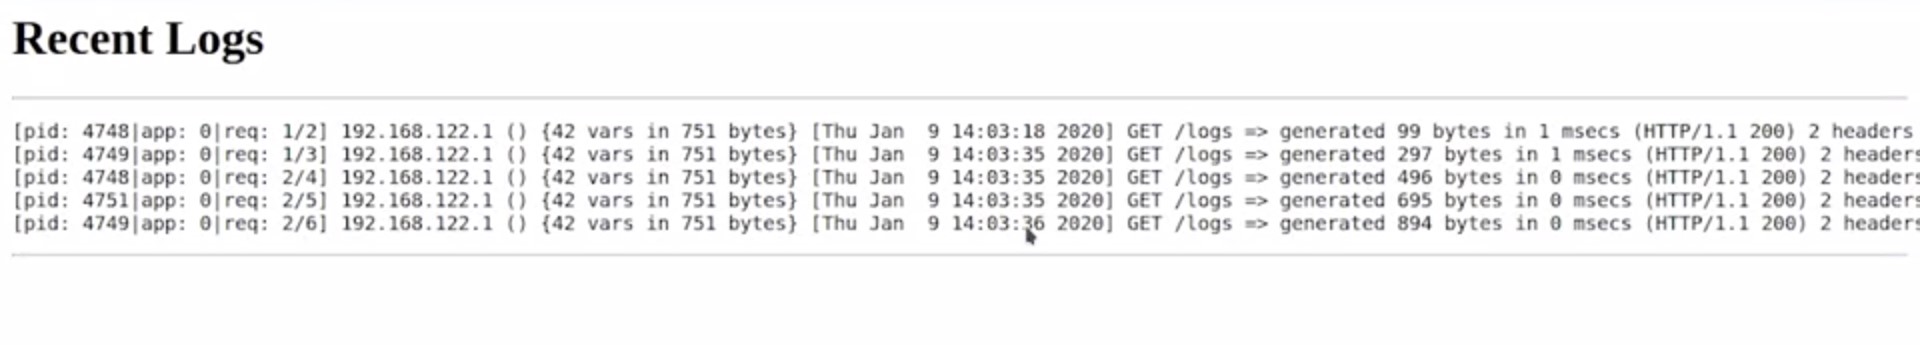 Recent Logs
[pid: 4748|app: 0|req: 1/2] 192.168.122.1 () {42 vars in 751 bytes} [Thu Jan  9 14:03:18 2020] GET /logs => generated 99 bytes in 1 msecs (HTTP/1.1 200) 2 headers
[pid: 4749|app: 0|req: 1/3] 192.168.122.1 () {42 vars in 751 bytes} [Thu Jan  9 14:03:35 2020] GET /logs => generated 297 bytes in 1 msecs (HTTP/1.1 200) 2 headers
[pid: 4748|app: 0|req: 2/4] 192.168.122.1 () {42 vars in 751 bytes} [Thu Jan  9 14:03:35 2020] GET /logs => generated 496 bytes in 0 msecs (HTTP/1.1 200) 2 headers
[pid: 4751|app: 0|req: 2/5] 192.168.122.1 () {42 vars in 751 bytes} [Thu Jan  9 14:03:35 2020] GET /logs => generated 695 bytes in 0 msecs (HTTP/1.1 200) 2 headers
[pid: 4749|app: 0|req: 2/6] 192.168.122.1 () {42 vars in 751 bytes} [Thu Jan  9 14:03:36 2020] GET /logs => generated 894 bytes in 0 msecs (HTTP/1.1 200) 2 headers